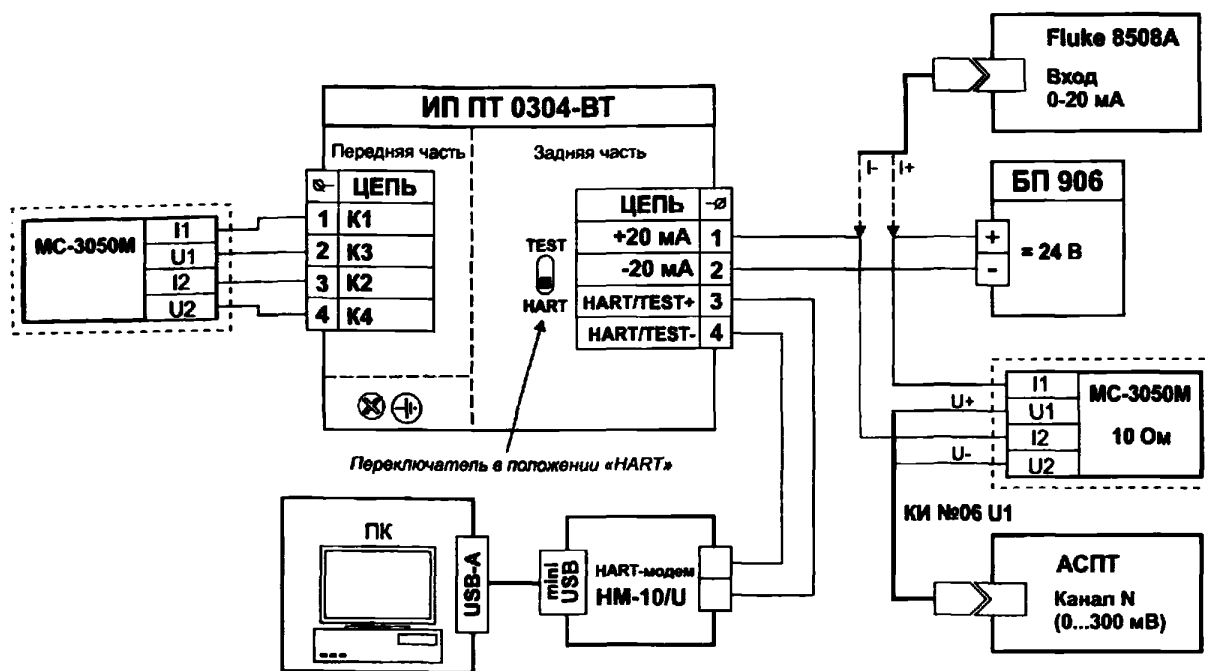 ИП ПТ 0304-ВТ
Передняя часть
Задняя часть
ЦЕПЬ
1 К1
2 К3
3 К2
4 К4
МС-3050М
I1
U1
I2
U2
TEST
HART
ЦЕПЬ
+20 мА 1
-20 мА 2
HART/TEST+ 3
HART/TEST- 4
Переключатель в положении «HART»
Fluke 8508A
Вход
0-20 мА
I- I+
БП 906
+
-
= 24 В
I1
U1
I2
U2
МС-3050М
10 Ом
U+
U-
КИ №06 U1
АСПТ
Канал N
(0...300 мВ)
ПК
USB-A
mini
USB
HART-модем
HM-10/U